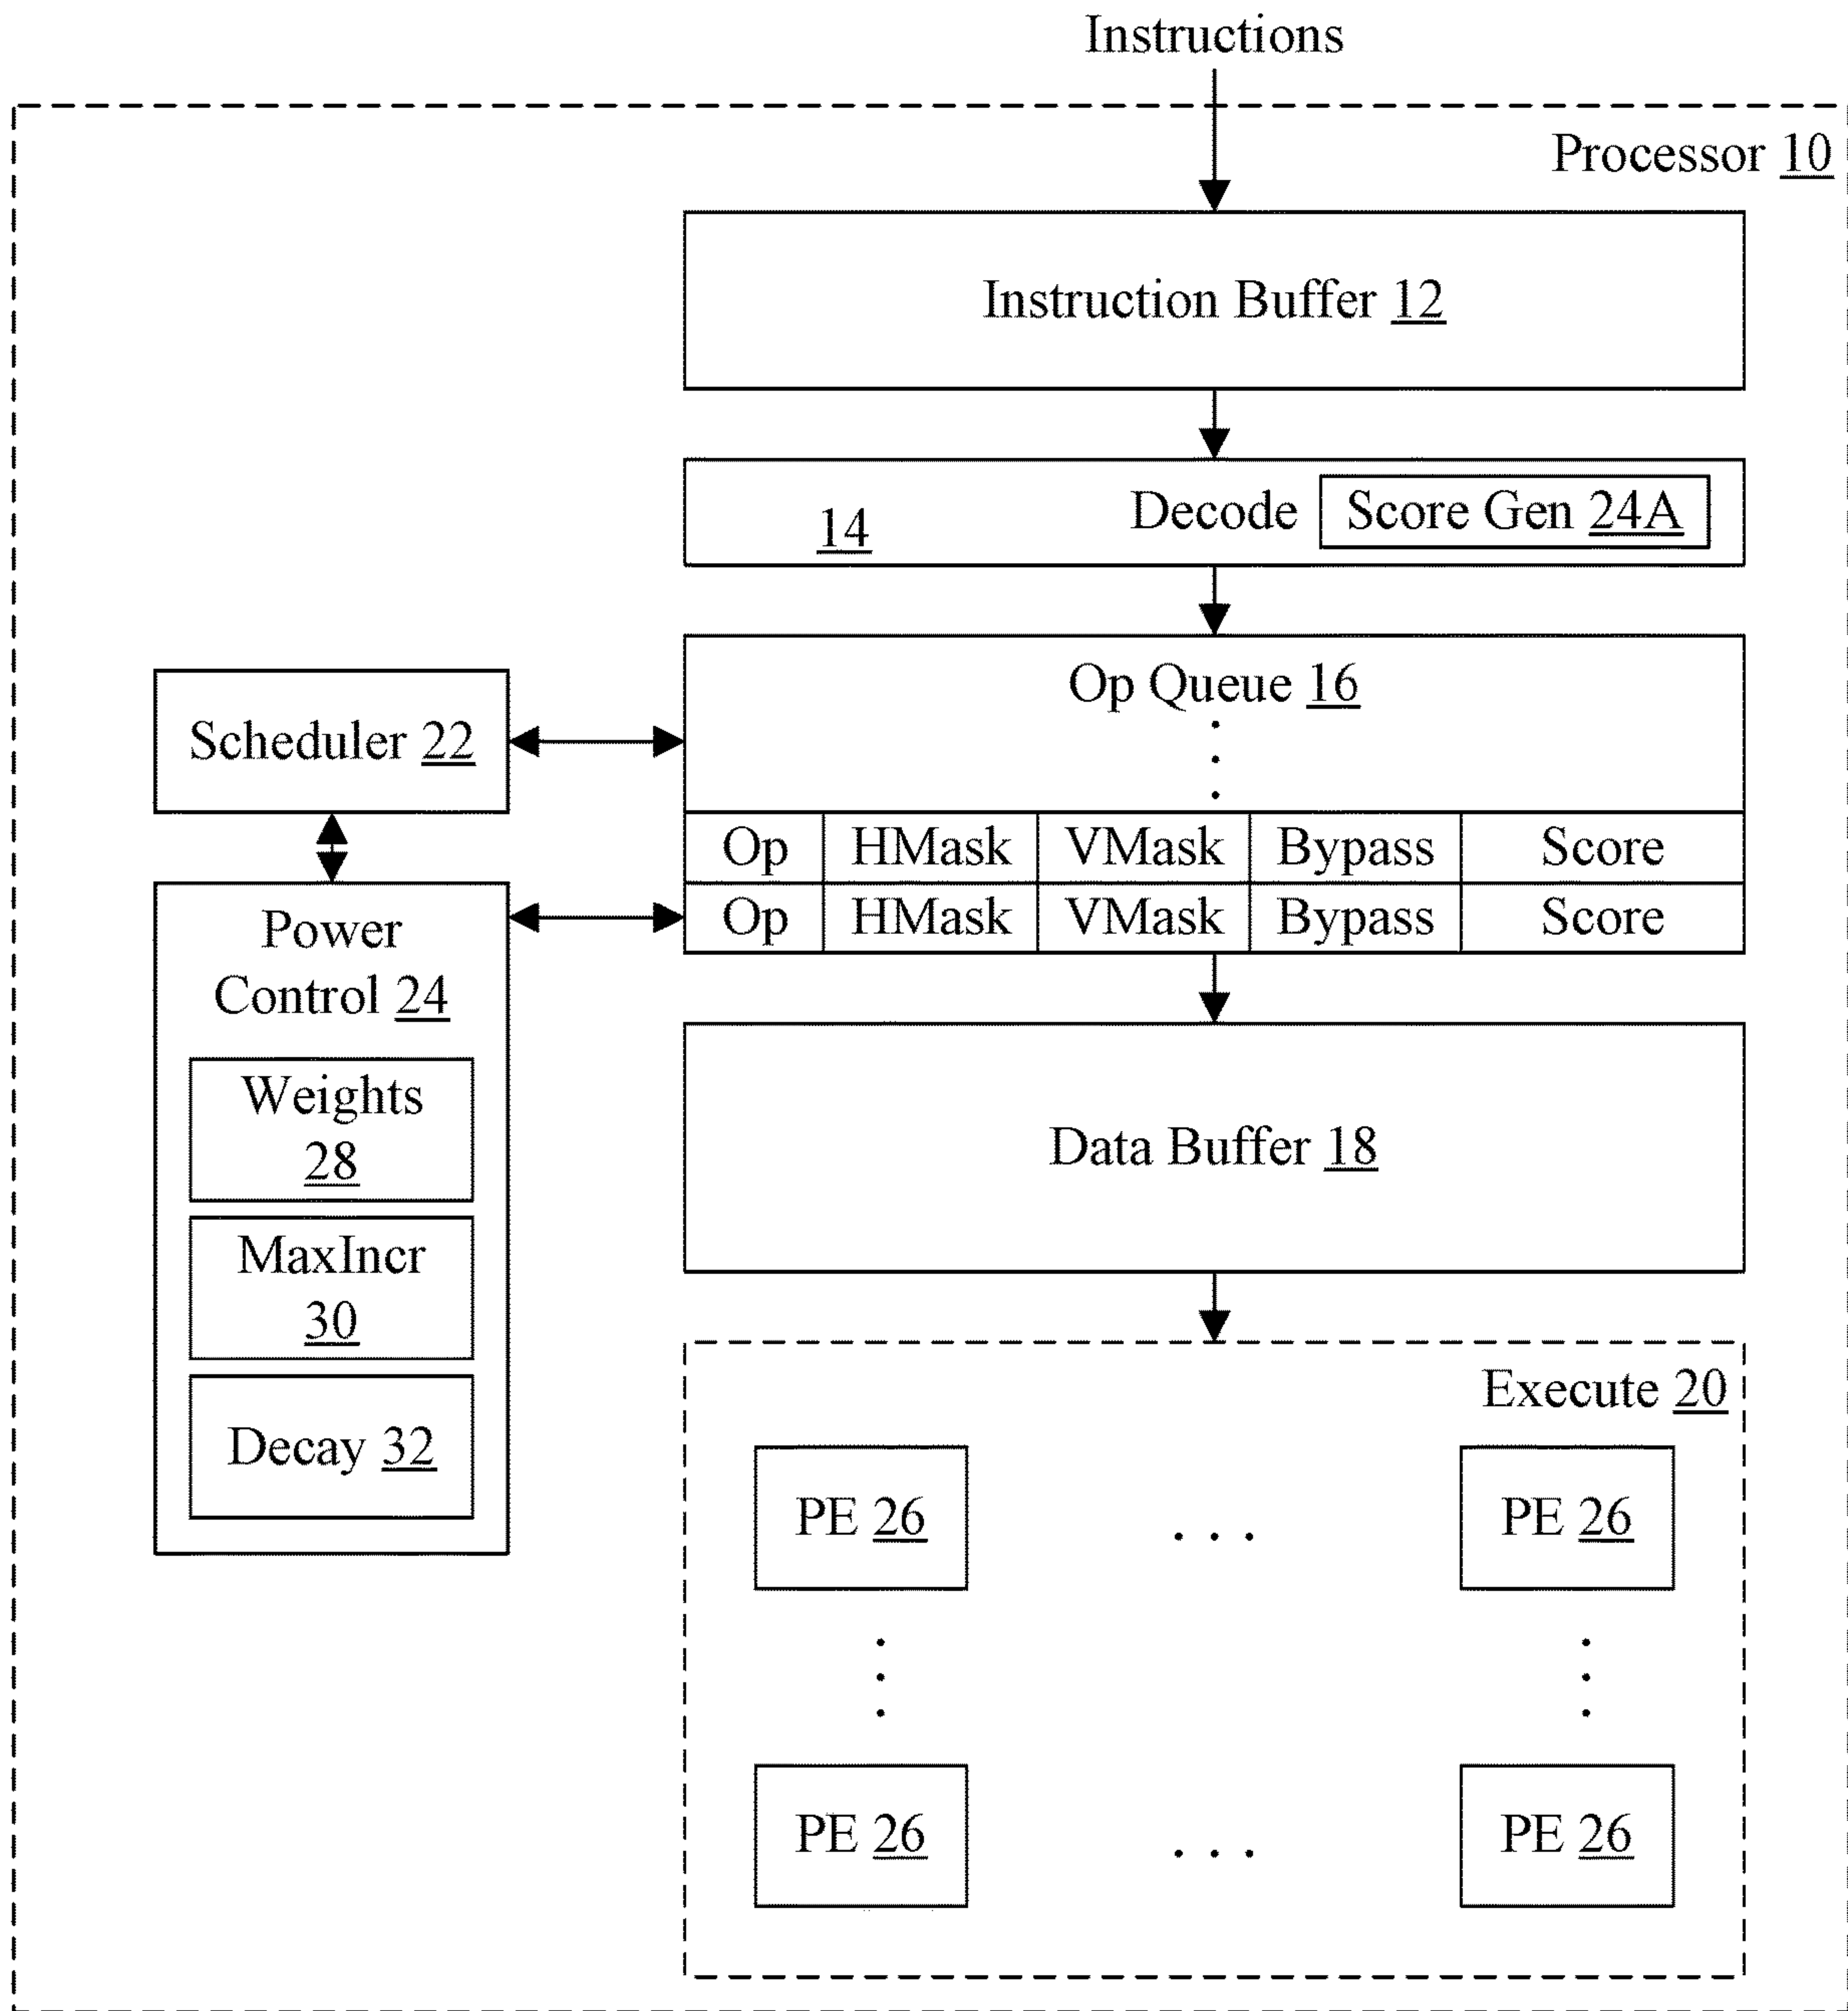 Instructions
Processor 10
Instruction Buffer 12
14 Decode Score Gen 24A
Op Queue 16
Scheduler 22
Op HMask VMask Bypass Score
Op HMask VMask Bypass Score
Power
Control 24
Weights
28
MaxIncr
30
Decay 32
Data Buffer 18
Execute 20
PE 26 . . . PE 26
PE 26 . . . PE 26